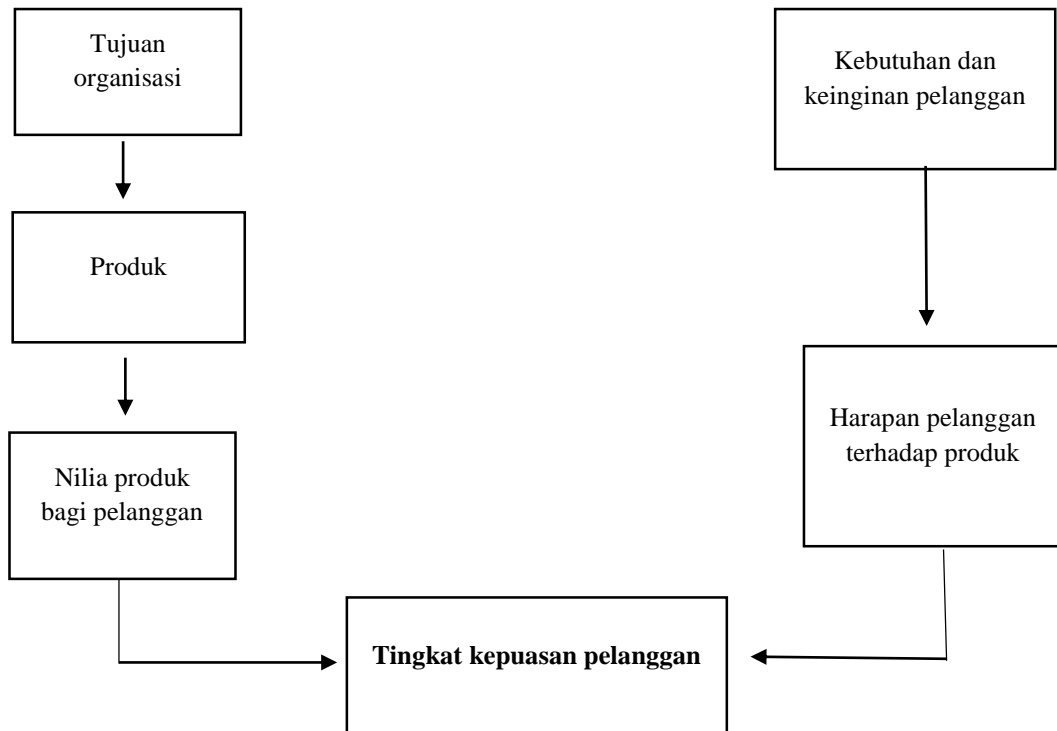 Tujuan
organisasi
Kebutuhan dan
keinginan pelanggan
Produk
Harapan pelanggan
terhadap produk
Nilia produk
bagi pelanggan
Tingkat kepuasan pelanggan